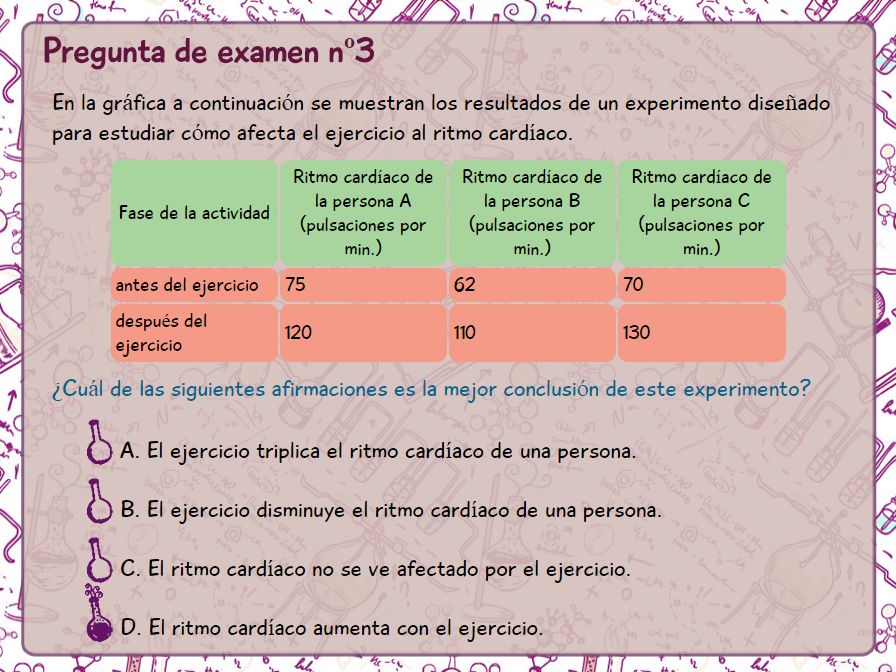 Pregunta de examen nº3
En la gráfica a continuación se muestran los resultados de un experimento diseñado
para estudiar cómo afecta el ejercicio al ritmo cardíaco.
Fase de la actividad
Ritmo cardíaco de
la persona A
(pulsaciones por
min.)
Ritmo cardíaco de
la persona B
(pulsaciones por
min.)
Ritmo cardíaco de
la persona C
(pulsaciones por
min.)
antes del ejercicio 75 62 70
después del
ejercicio 120 110 130
¿Cuál de las siguientes afirmaciones es la mejor conclusión de este experimento?
A. El ejercicio triplica el ritmo cardíaco de una persona.
B. El ejercicio disminuye el ritmo cardíaco de una persona.
C. El ritmo cardíaco no se ve afectado por el ejercicio.
D. El ritmo cardíaco aumenta con el ejercicio.